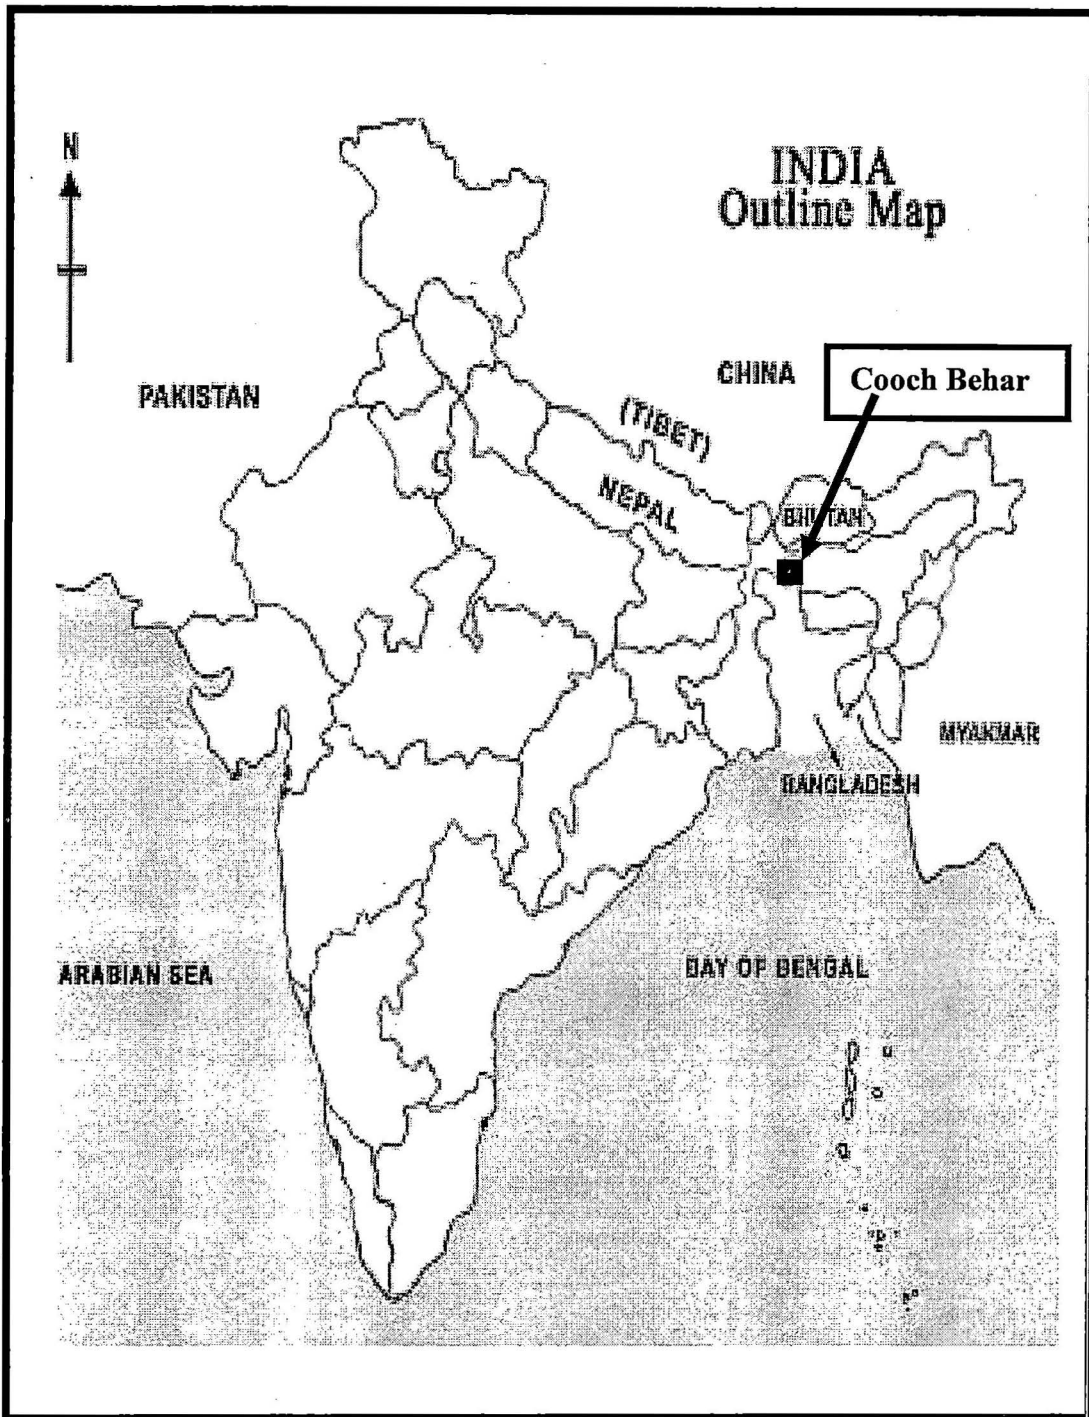 N
INDIA
Outline Map
CHINA
Cooch Behar
PAKISTAN
(TIBET)
NEPAL
BHUTAN
MYANMAR
BANGLADESH
ARABIAN SEA
BAY OF BENGAL